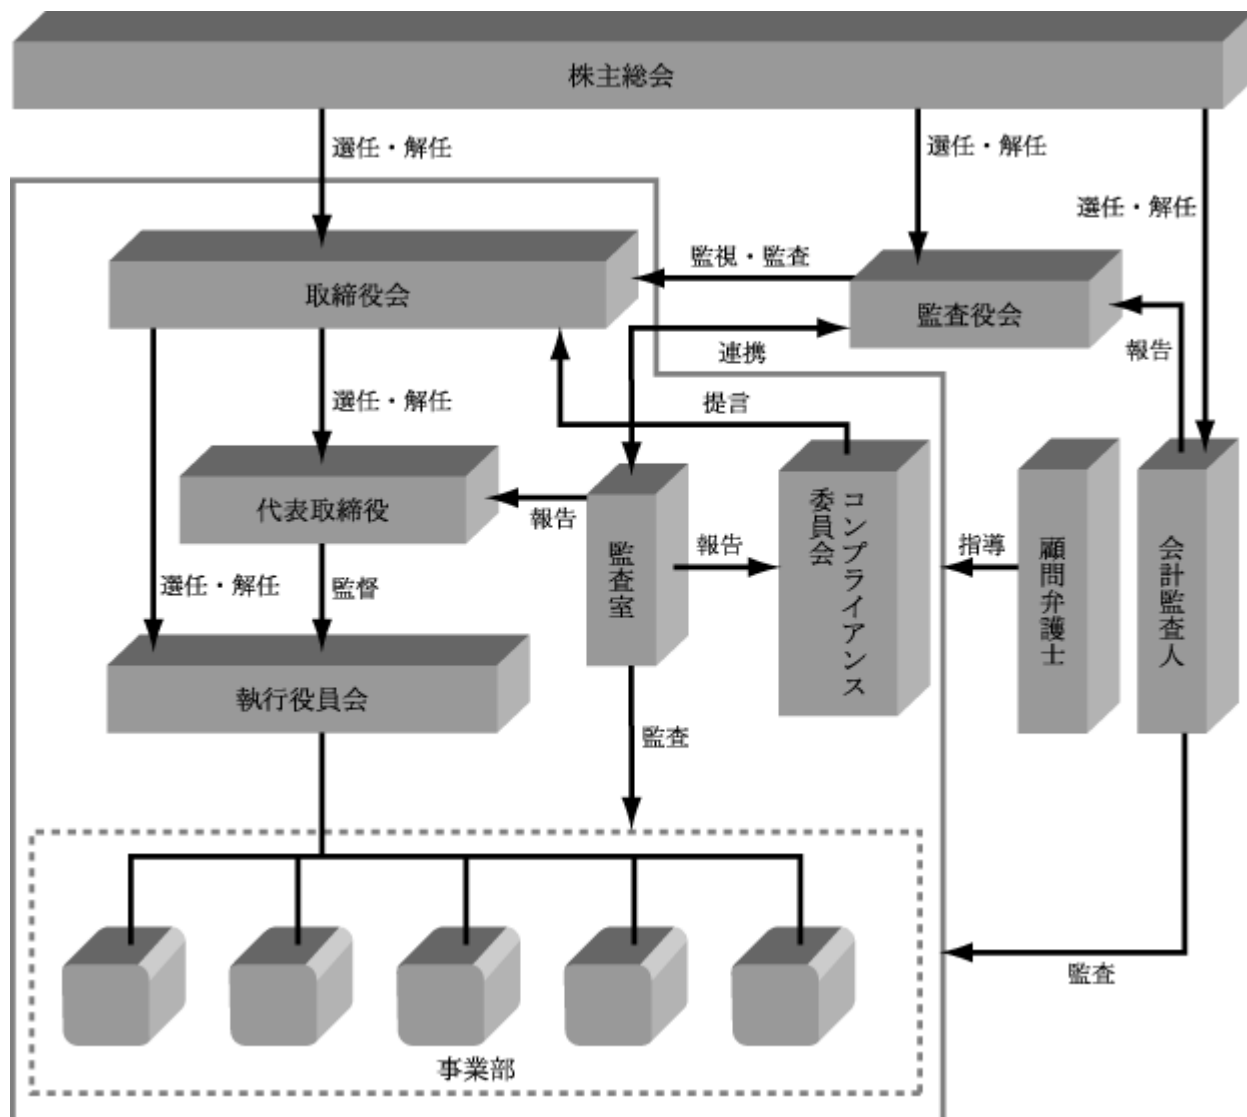 株主総会
選任・解任
選任・解任
選任・解任
監視・監査
取締役会
監査役会
報告
連携
選任・解任
提言
代表取締役
報告
監査室
報告
コンプライアンス
委員会
指導
顧問弁護士
会計監査人
選任・解任
監督
執行役員会
監査
監査
事業部